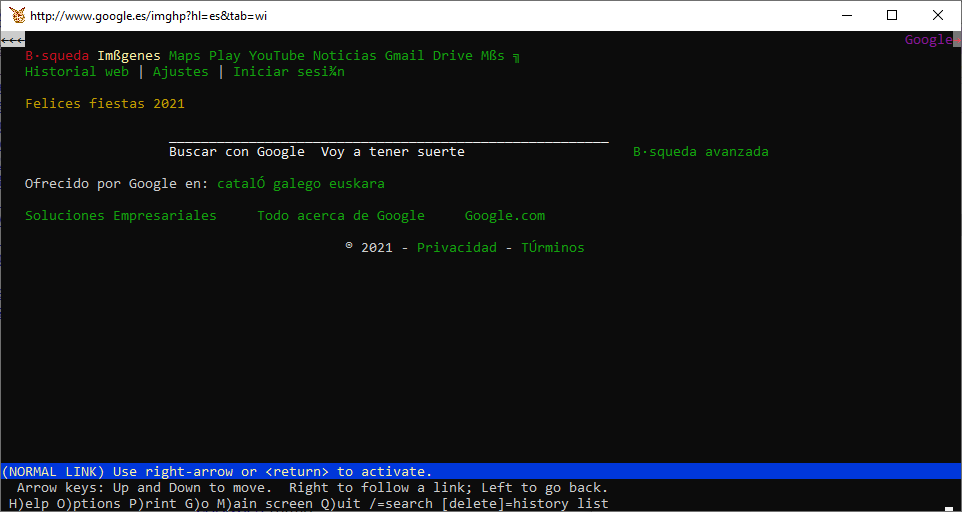 http://www.google.es/imghp?hl=es&tab=wi
←←←
Google
B·squeda Imßgenes Maps Play YouTube Noticias Gmail Drive Mßs ╗
Historial web | Ajustes | Iniciar sesi¾n
Felices fiestas 2021
_______________________________________________________
Buscar con Google Voy a tener suerte B·squeda avanzada
Ofrecido por Google en: catalÓ galego euskara
Soluciones Empresariales Todo acerca de Google Google.com
© 2021 - Privacidad - TÚrminos
(NORMAL LINK) Use right-arrow or <return> to activate.
Arrow keys: Up and Down to move. Right to follow a link; Left to go back.
H)elp O)ptions P)rint G)o M)ain screen Q)uit /=search [delete]=history list